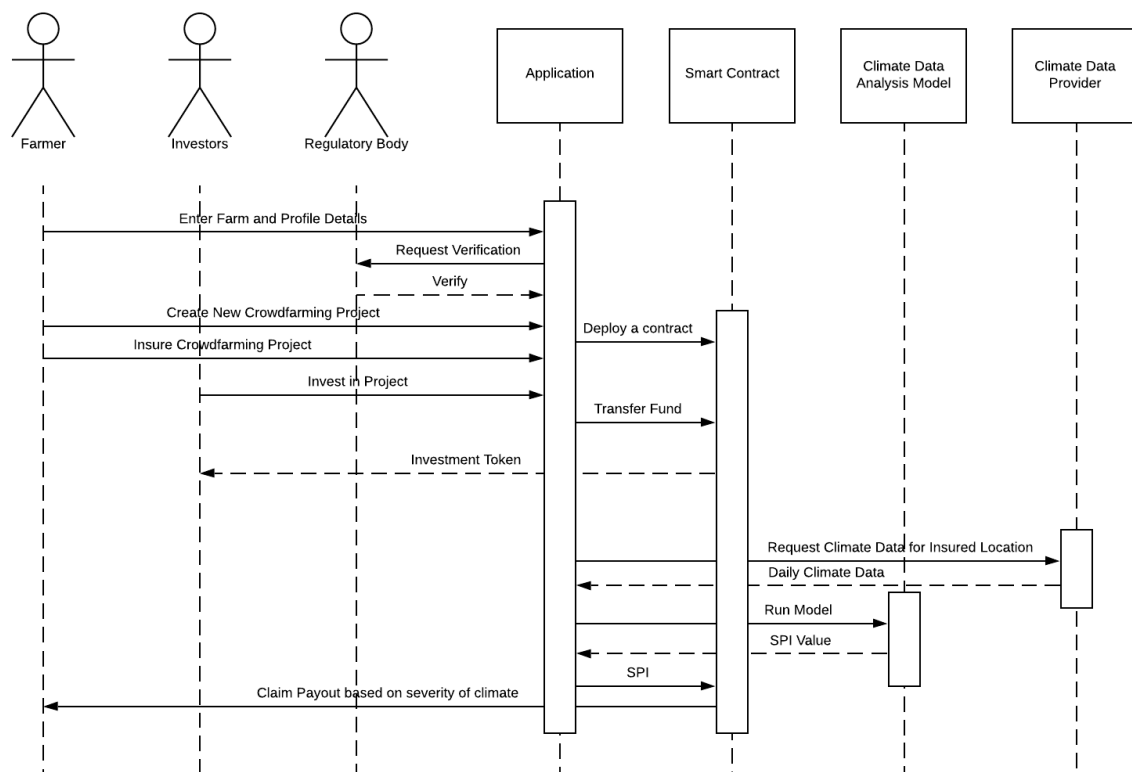 Application
Smart Contract
Climate Data
Analysis Model
Climate Data
Provider
Farmer
Investors
Regulatory Body
Enter Farm and Profile Details
Request Verification
Verify
Create New Crowdfarming Project
Deploy a contract
Insure Crowdfarming Project
Invest in Project
Transfer Fund
Investment Token
Request Climate Data for Insured Location
Daily Climate Data
Run Model
SPI Value
SPI
Claim Payout based on severity of climate